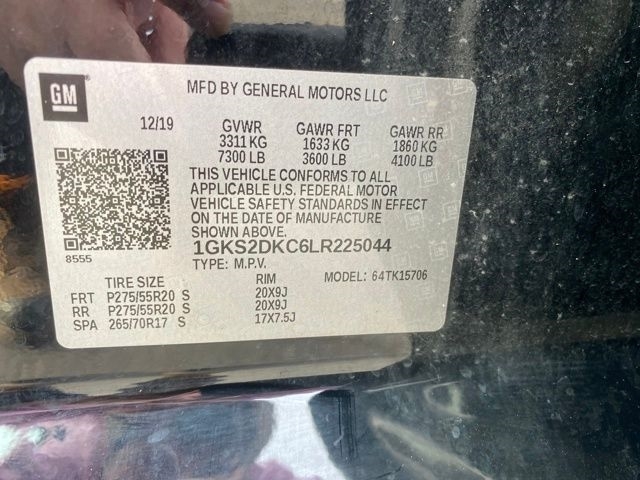 GM
MFD BY GENERAL MOTORS LLC
12/19 GVWR GAWR FRT GAWR RR
3311 KG 1633 KG 1860 KG
7300 LB 3600 LB 4100 LB
THIS VEHICLE CONFORMS TO ALL
APPLICABLE U.S. FEDERAL MOTOR
VEHICLE SAFETY STANDARDS IN EFFECT
ON THE DATE OF MANUFACTURE
1GKS2DKC6LR225044
8555
TYPE: M.P.V. MODEL: 64TK15706
TIRE SIZE RIM
FRT P275/55R20 S 20X9J
RR P275/55R20 S 20X9J
SPA 265/70R17 S 17X7.5J